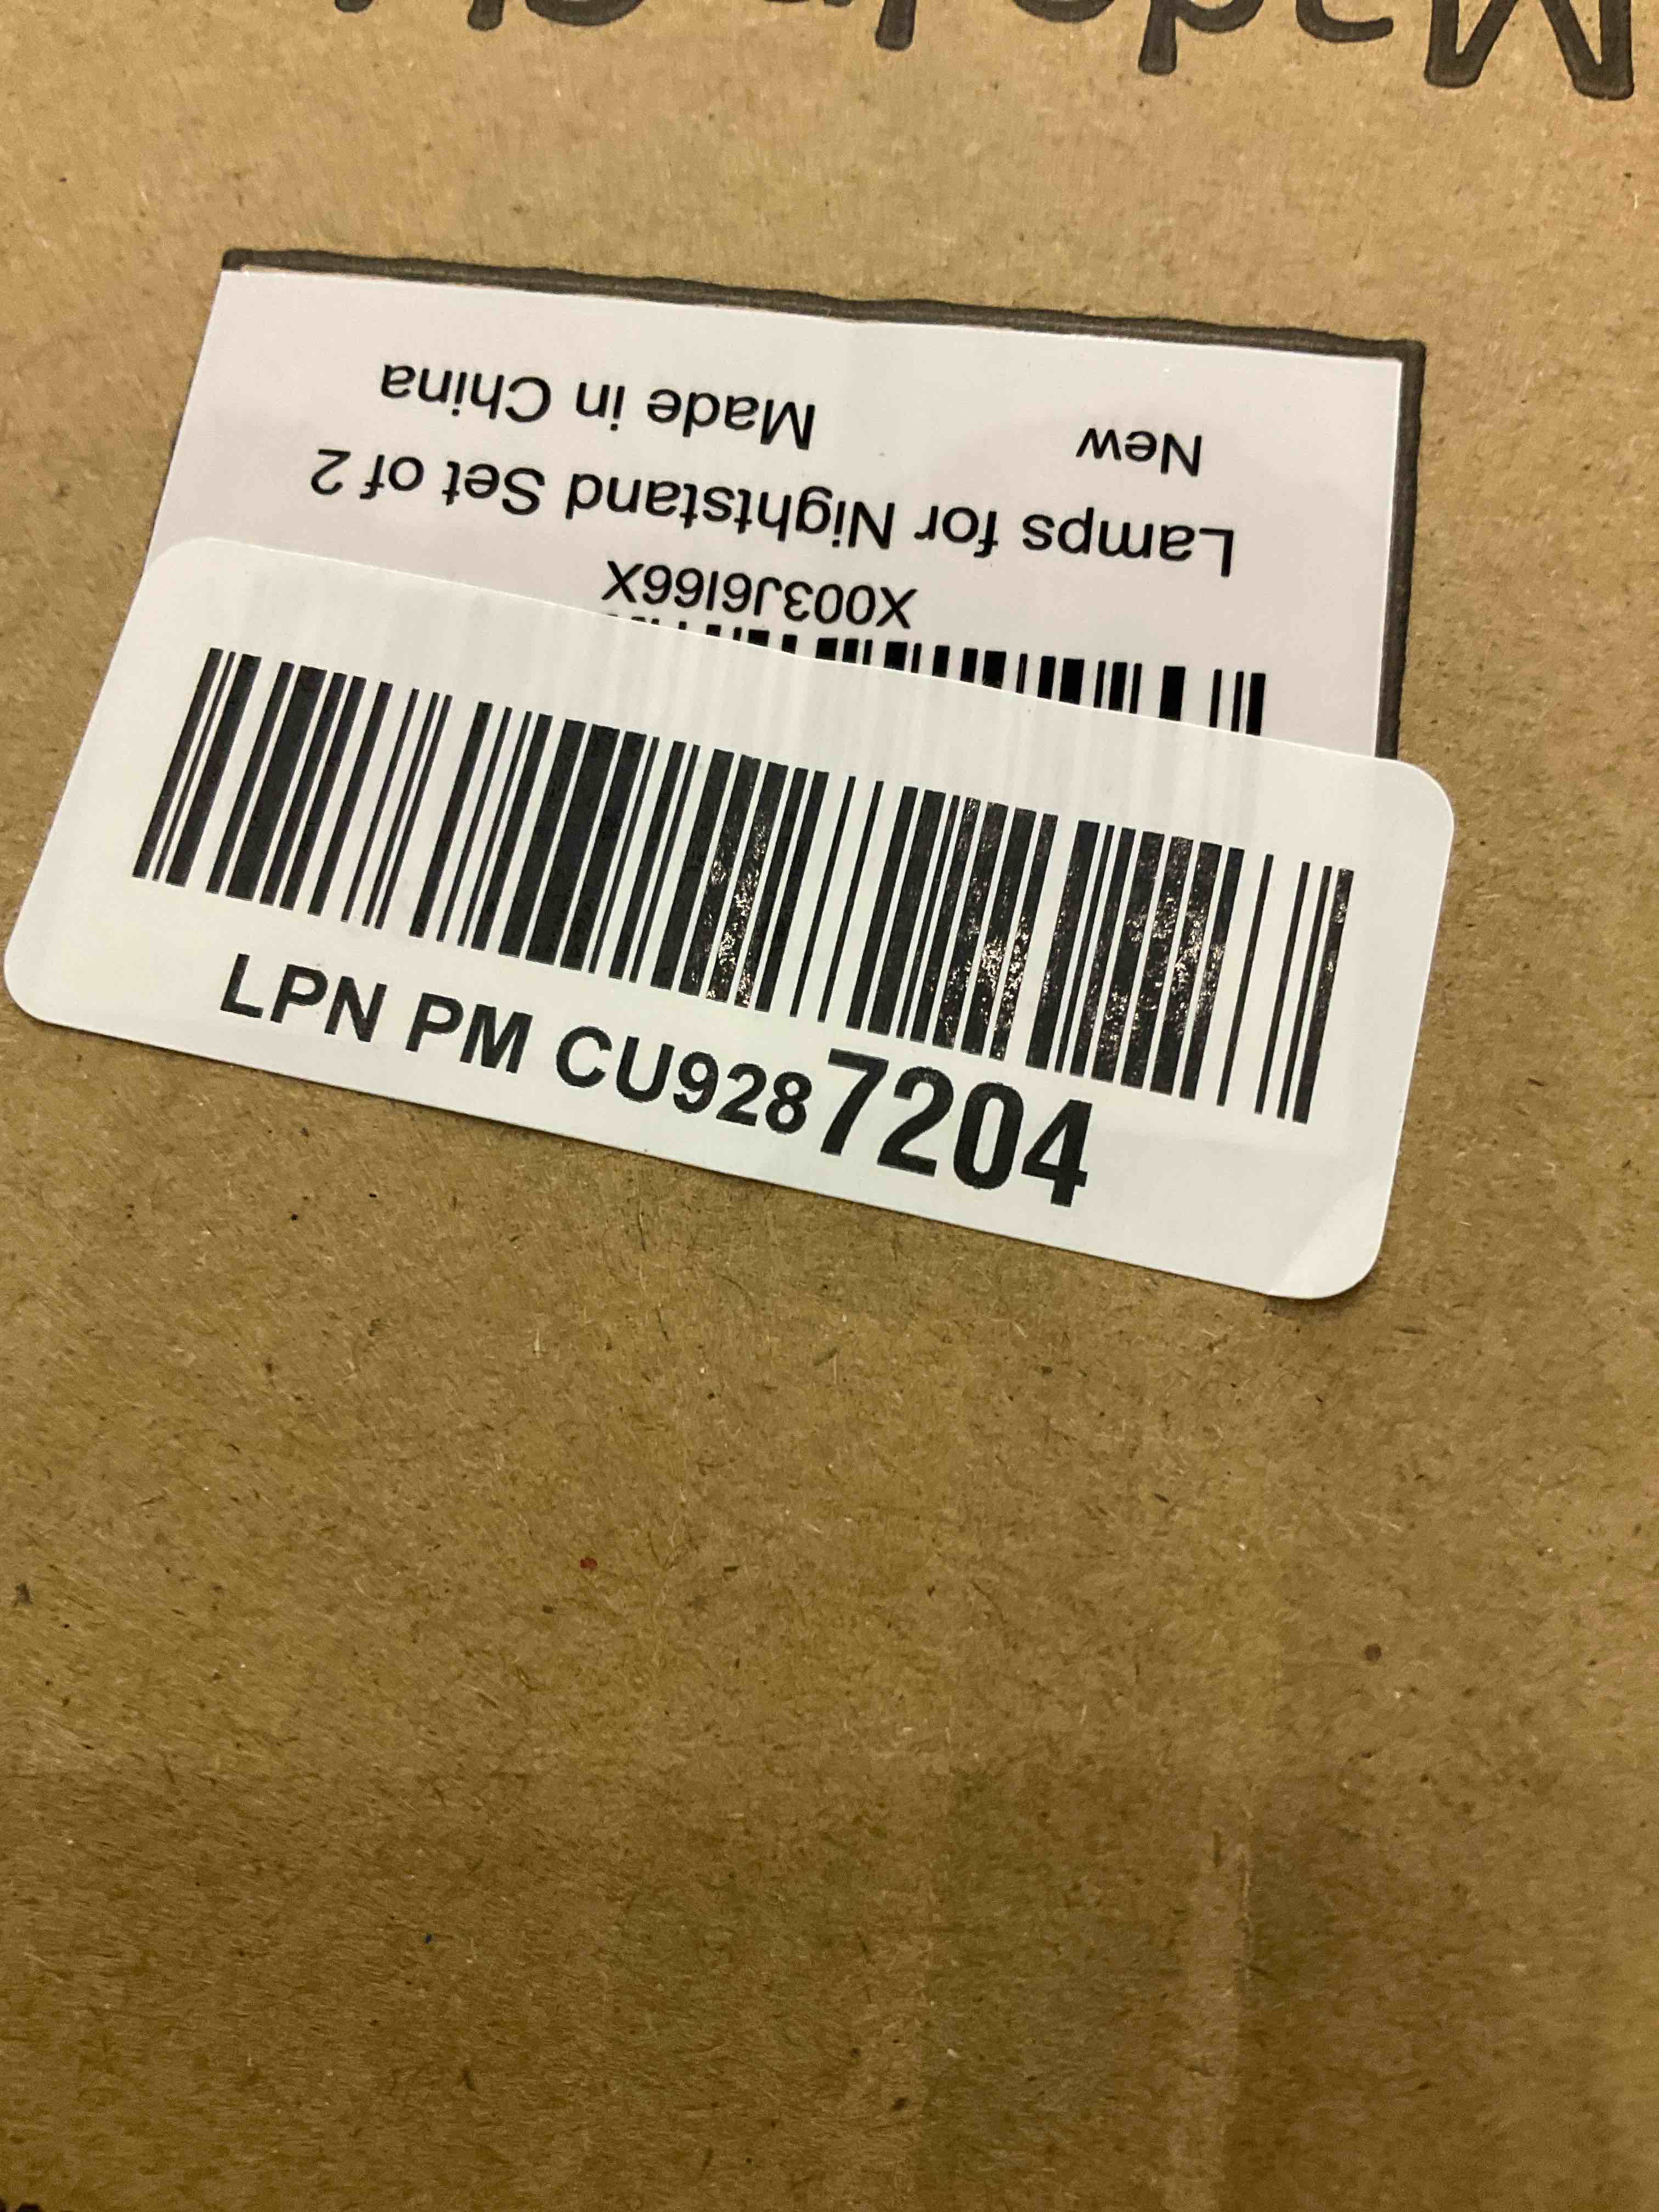 X003J6I66X
Lamps for Nightstand Set of 2
New Made in China
LPN PM CU9287204